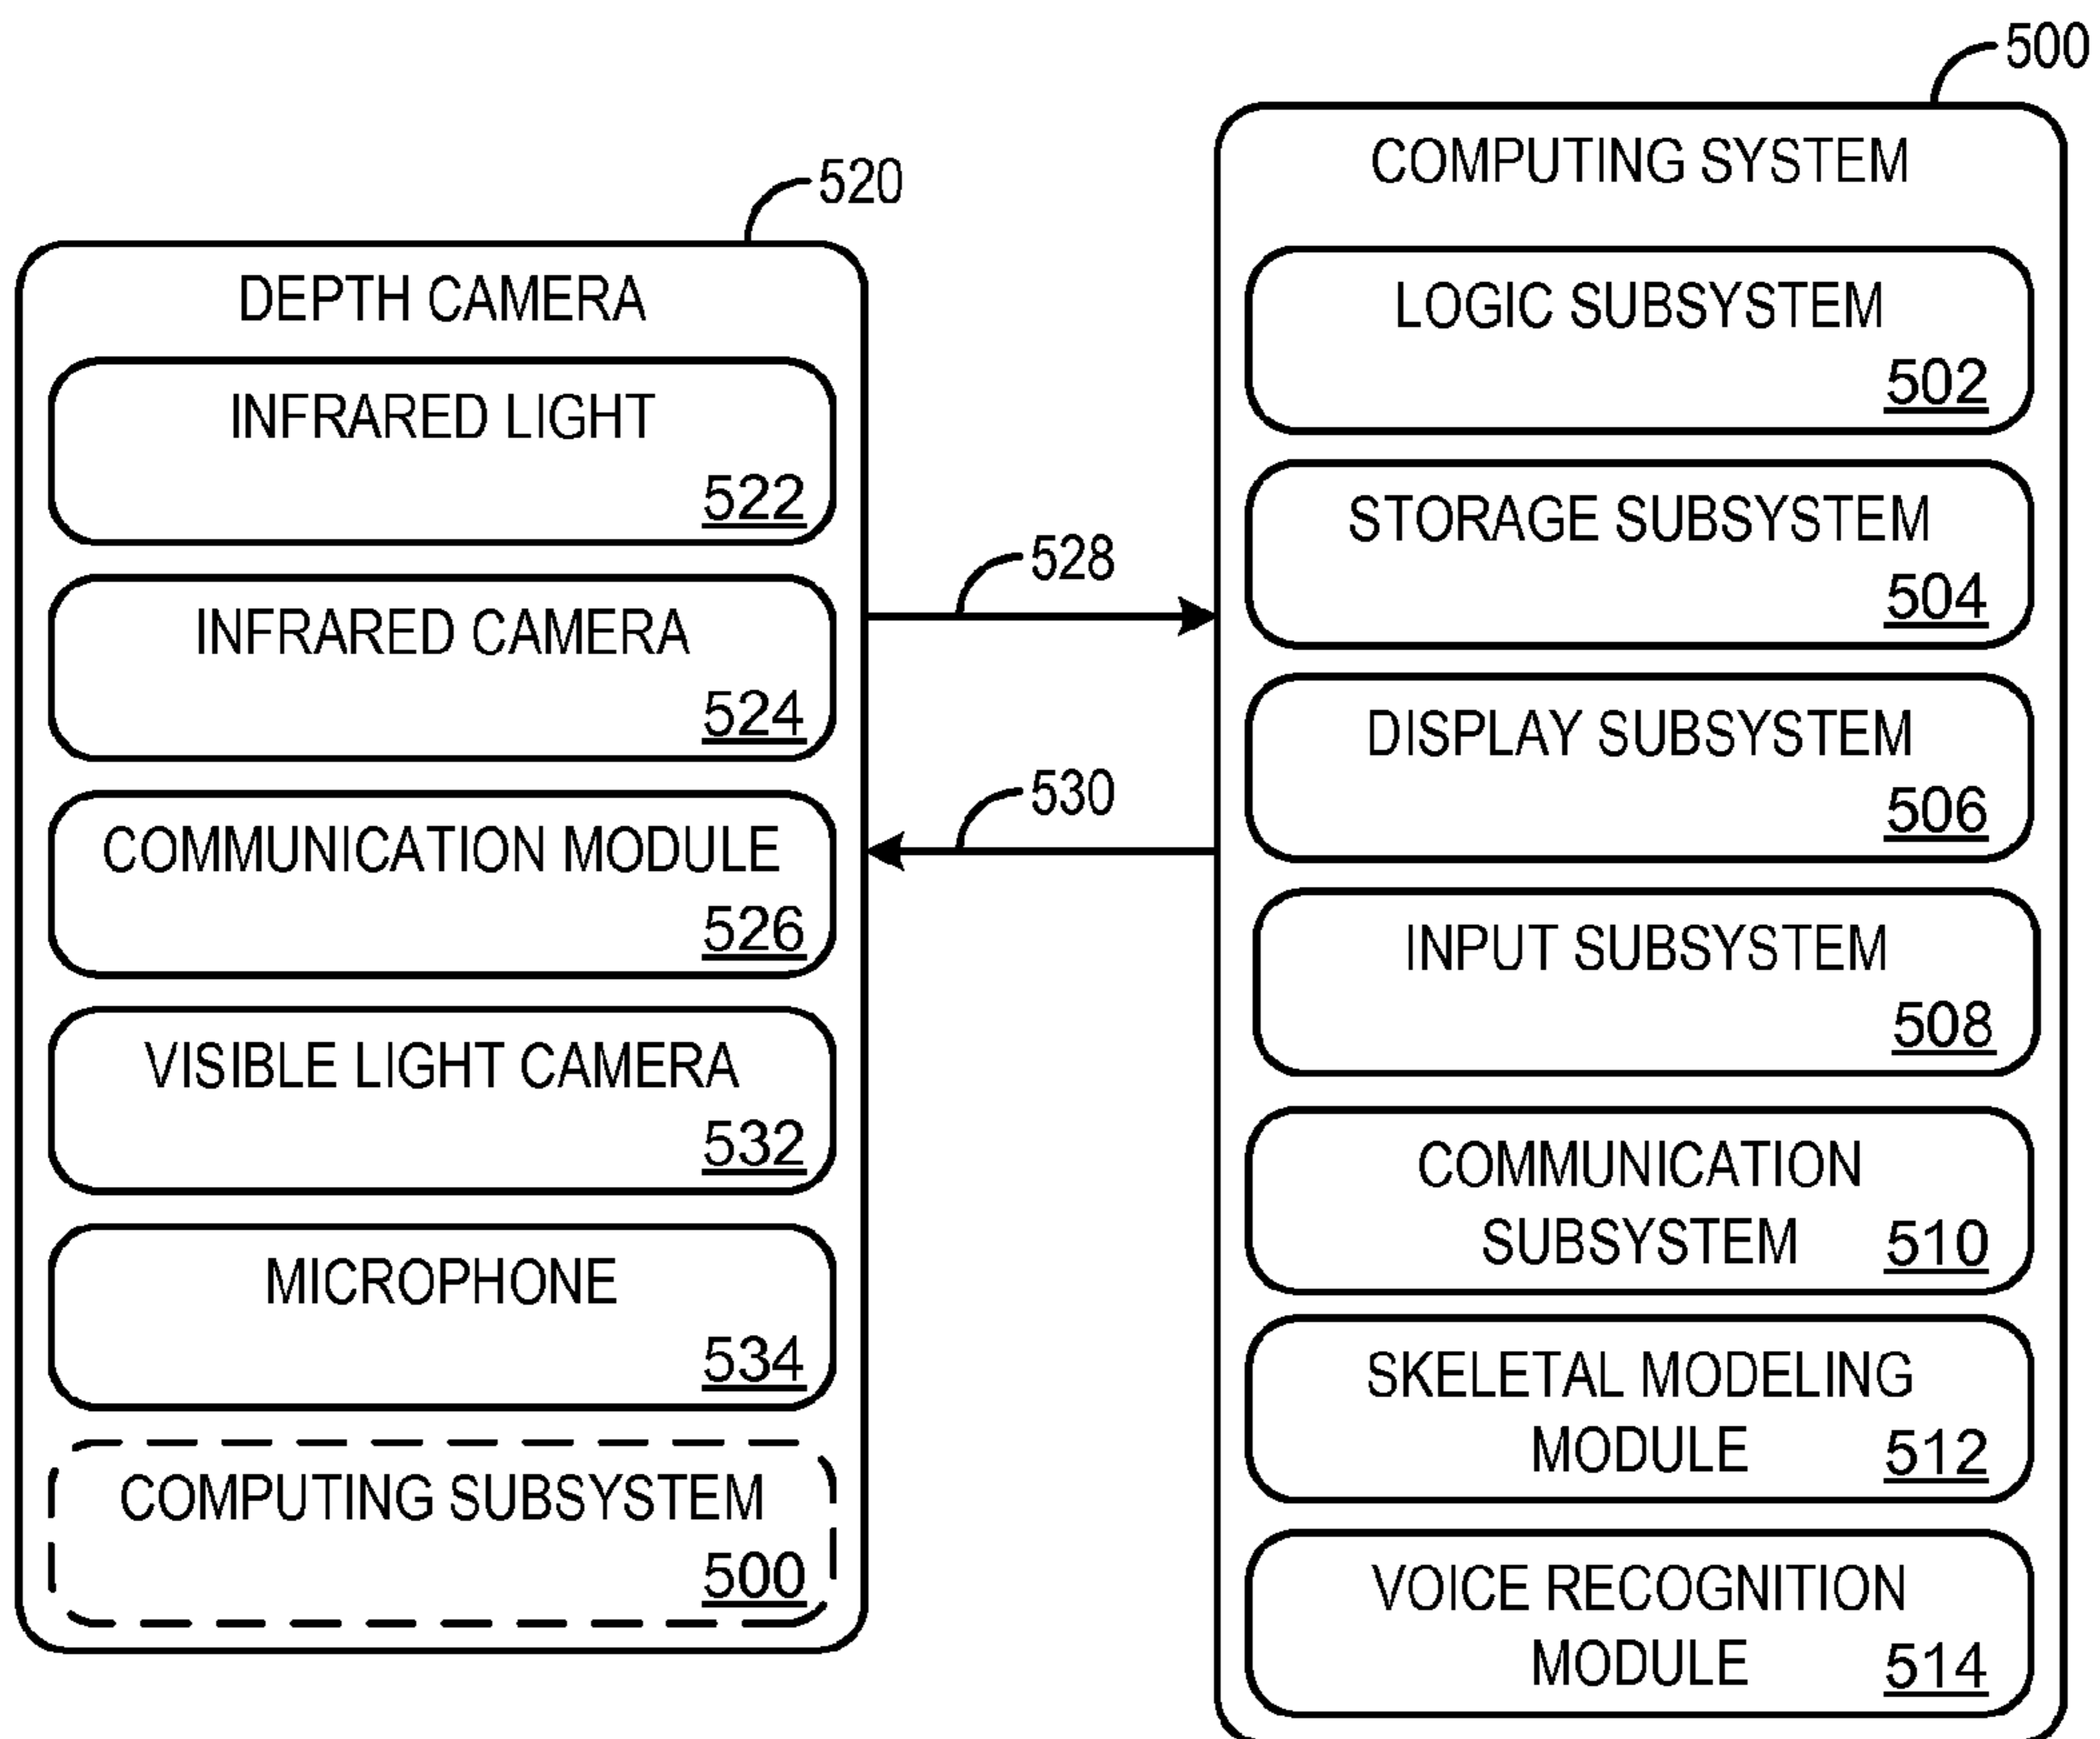 520
DEPTH CAMERA
INFRARED LIGHT
522
INFRARED CAMERA
524
COMMUNICATION MODULE
526
VISIBLE LIGHT CAMERA
532
MICROPHONE
534
COMPUTING SUBSYSTEM
500
528
530
500
COMPUTING SYSTEM
LOGIC SUBSYSTEM
502
STORAGE SUBSYSTEM
504
DISPLAY SUBSYSTEM
506
INPUT SUBSYSTEM
508
COMMUNICATION
SUBSYSTEM 510
SKELETAL MODELING
MODULE 512
VOICE RECOGNITION
MODULE 514